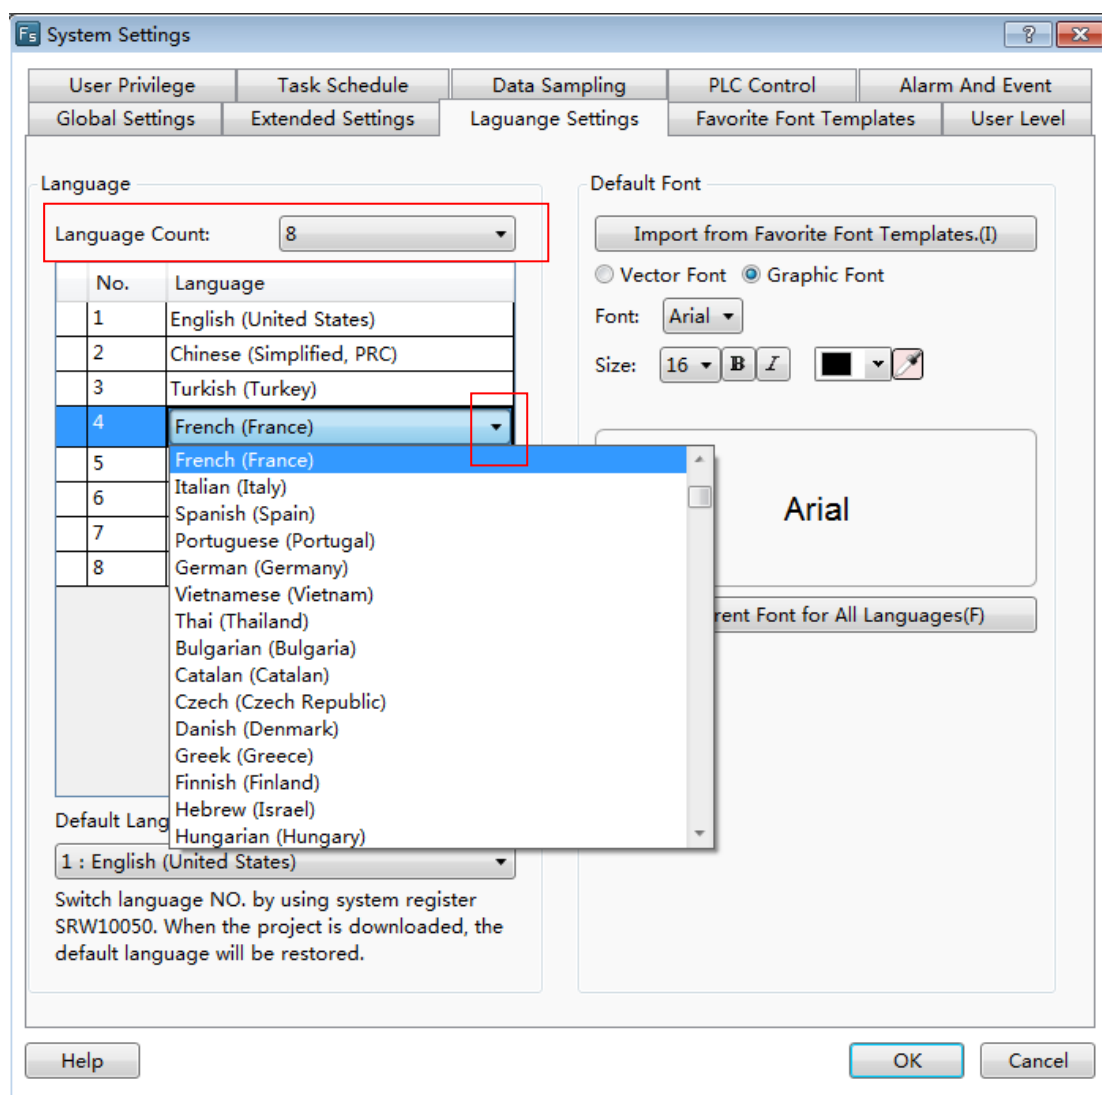 Fs System Settings
User Privilege Task Schedule Data Sampling PLC Control Alarm And Event
Global Settings Extended Settings Laguange Settings Favorite Font Templates User Level
Language
Language Count: 8
No. Language
1 English (United States)
2 Chinese (Simplified, PRC)
3 Turkish (Turkey)
4 French (France)
5
6
7
8
French (France)
Italian (Italy)
Spanish (Spain)
Portuguese (Portugal)
German (Germany)
Vietnamese (Vietnam)
Thai (Thailand)
Bulgarian (Bulgaria)
Catalan (Catalan)
Czech (Czech Republic)
Danish (Denmark)
Greek (Greece)
Finnish (Finland)
Hebrew (Israel)
Hungarian (Hungary)
Default Lang
1 : English (United States)
Switch language NO. by using system register
SRW10050. When the project is downloaded, the
default language will be restored.
Default Font
Import from Favorite Font Templates.(I)
Vector Font Graphic Font
Font: Arial
Size: 16 B I
Arial
rent Font for All Languages(F)
Help OK Cancel